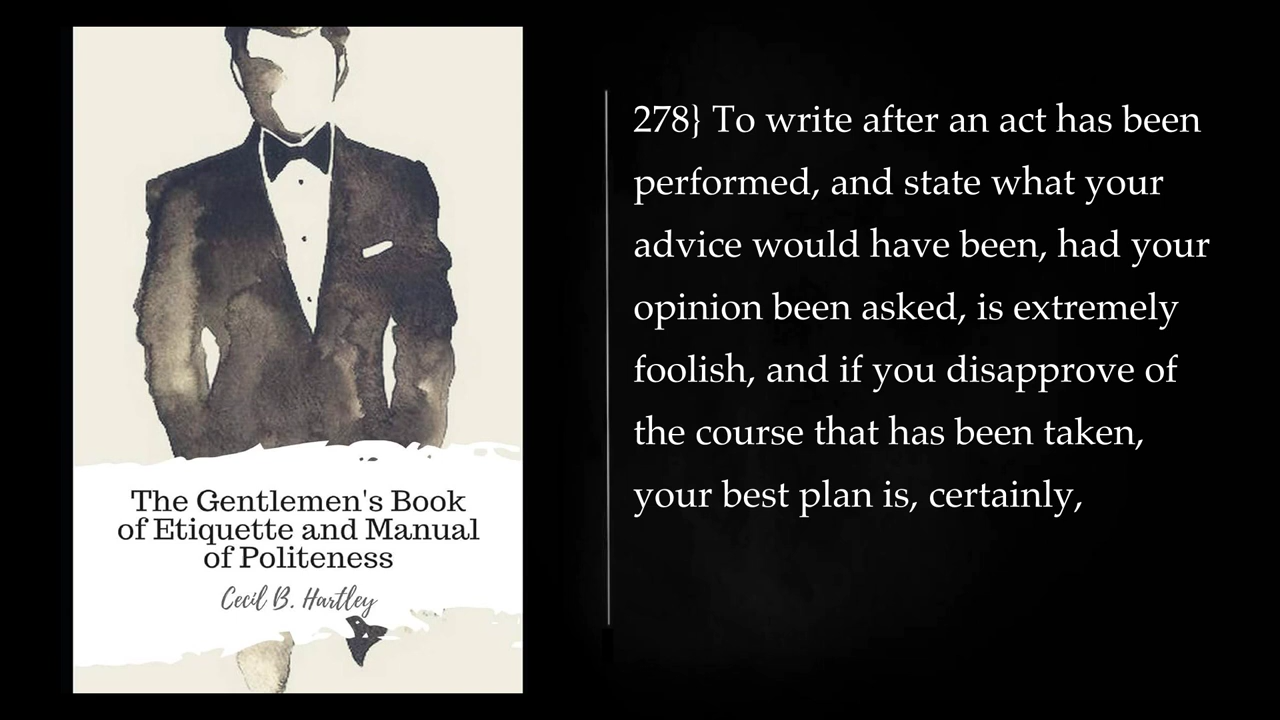 The Gentlemen's Book
of Etiquette and Manual
of Politeness
Cecil B. Hartley
278} To write after an act has been
performed, and state what your
advice would have been, had your
opinion been asked, is extremely
foolish, and if you disapprove of
the course that has been taken,
your best plan is, certainly,